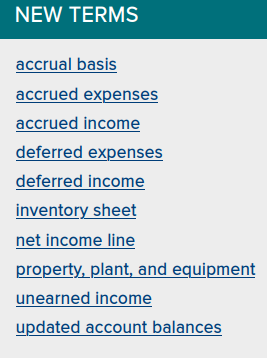 NEW TERMS
accrual basis
accrued expenses
accrued income
deferred expenses
deferred income
inventory sheet
net income line
property, plant, and equipment
unearned income
updated account balances